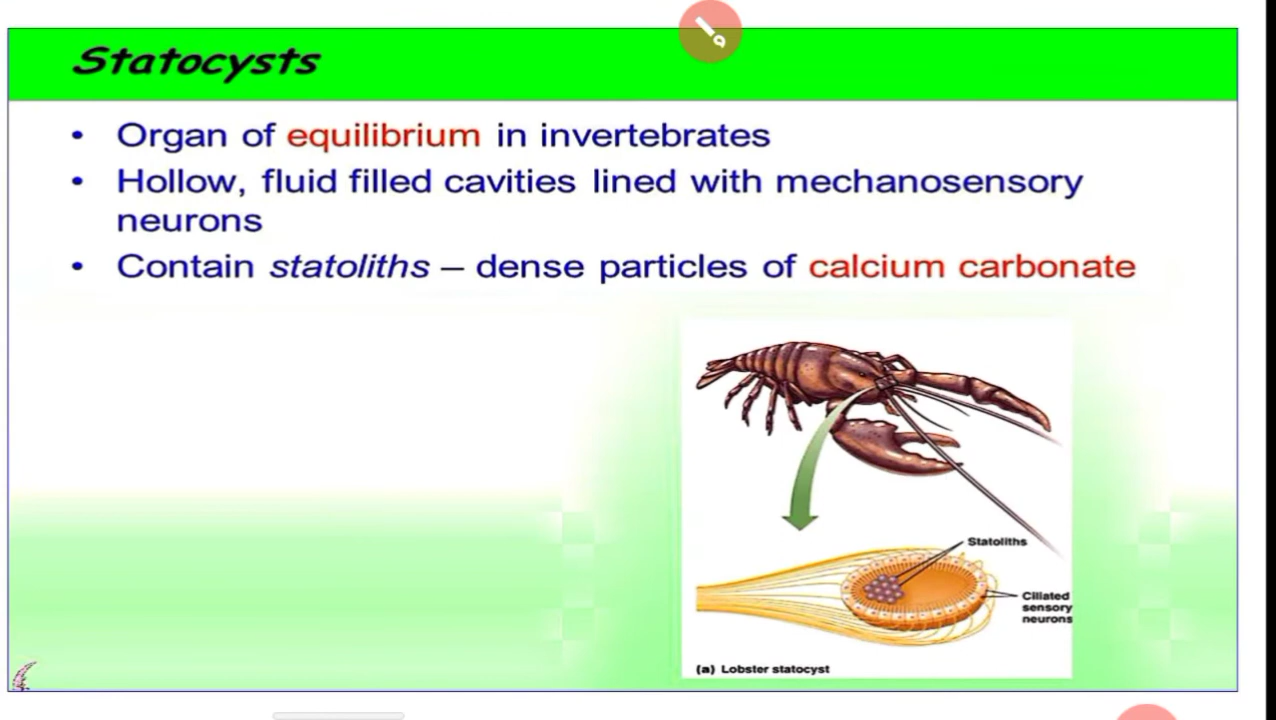 Statocysts
• Organ of equilibrium in invertebrates
• Hollow, fluid filled cavities lined with mechanosensory
neurons
• Contain statoliths – dense particles of calcium carbonate
Statoliths
Ciliated
sensory
neurons
(a) Lobster statocyst